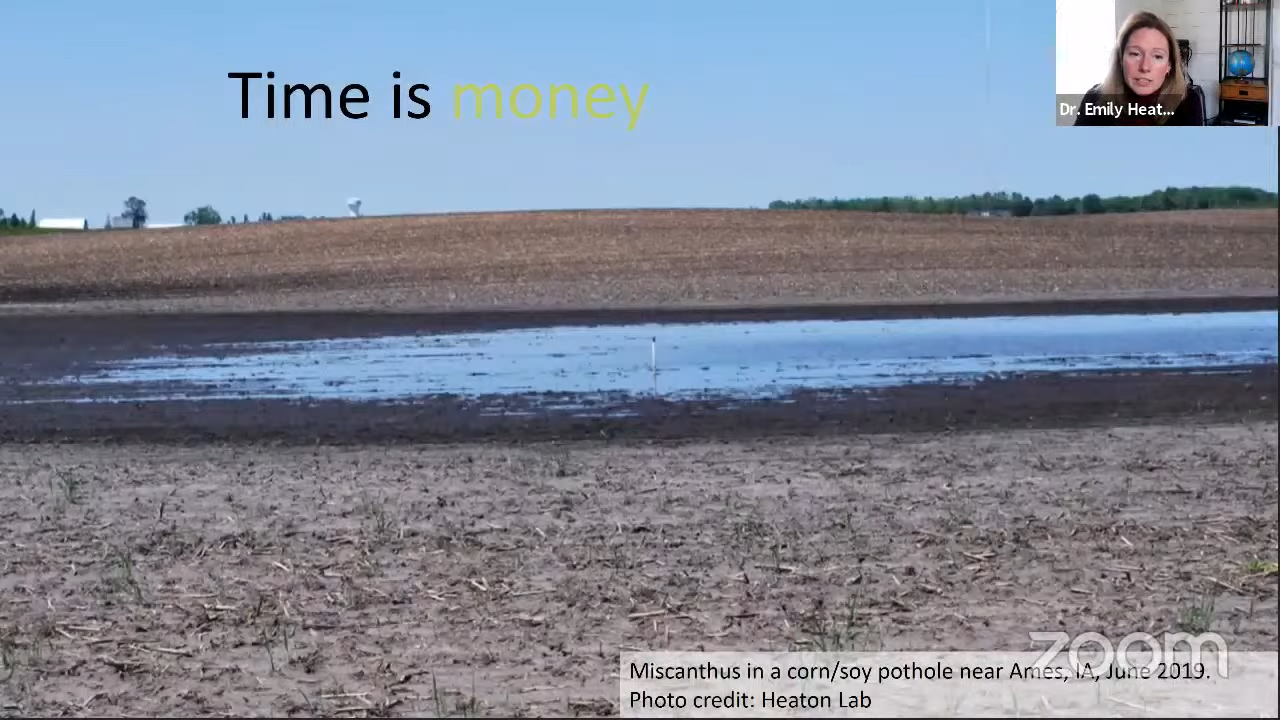 Time is money
Dr. Emily Heat...
zoom
Miscanthus in a corn/soy pothole near Ames, IA, June 2019.
Photo credit: Heaton Lab